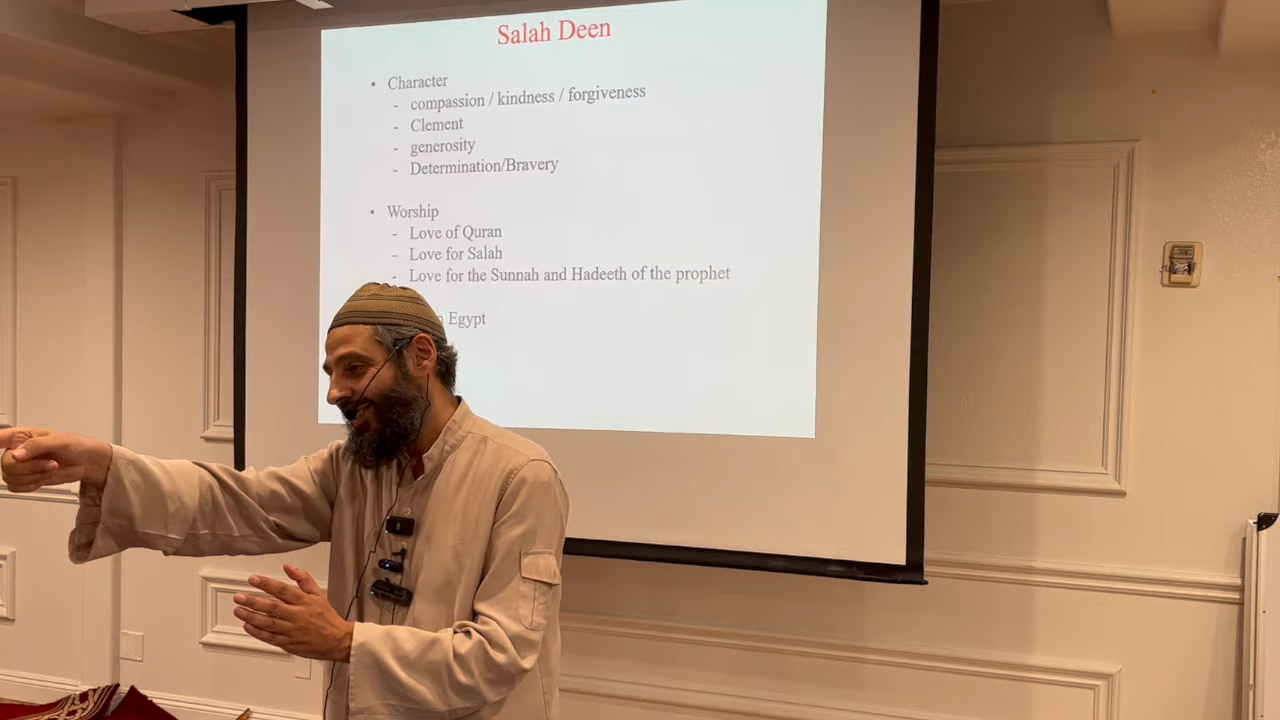 Salah Deen
• Character
- compassion / kindness / forgiveness
- Clement
- generosity
- Determination/Bravery
• Worship
- Love of Quran
- Love for Salah
- Love for the Sunnah and Hadeeth of the prophet
Egypt